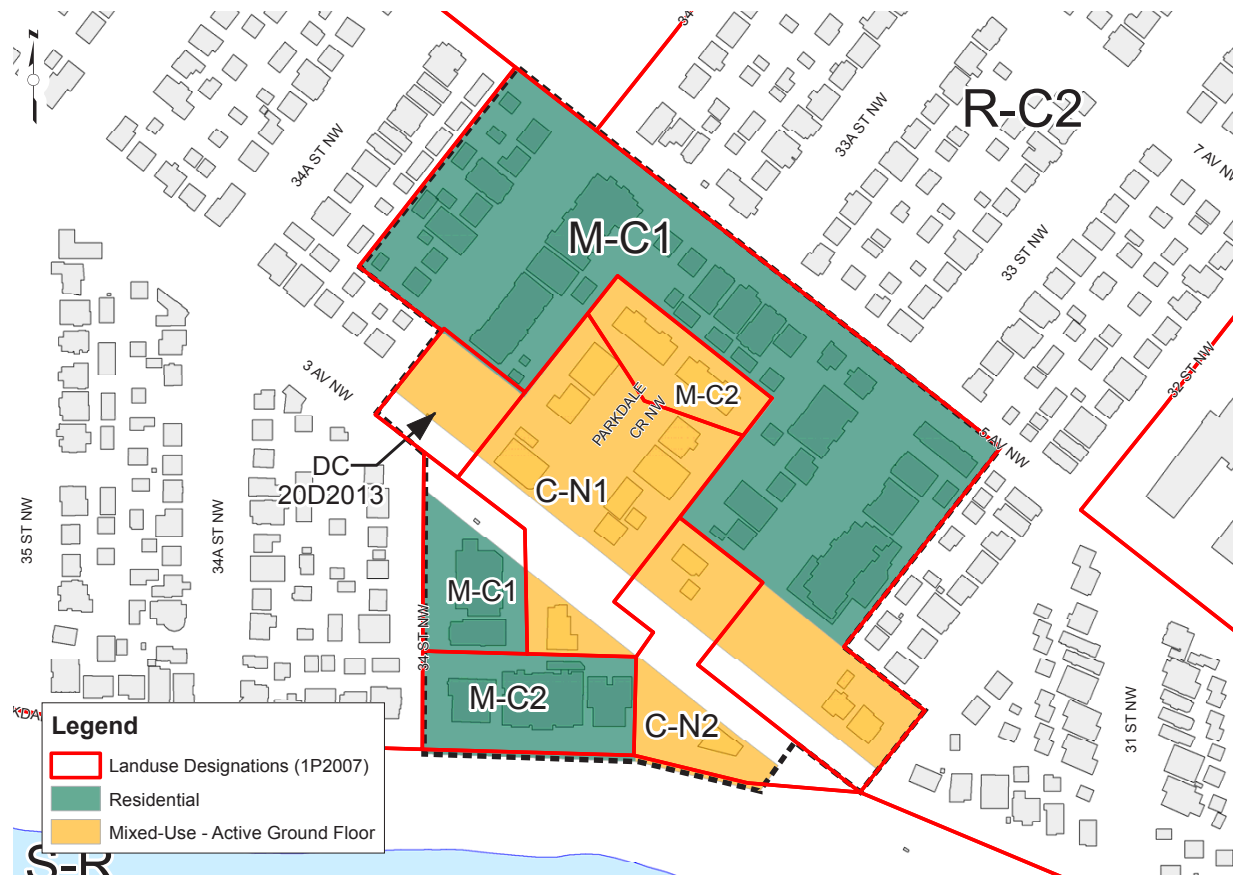 z
34
R-C2
33A ST NW
7 AV NW
34A ST NW
M-C1
33 ST NW
32 ST NW
3 AV NW
M-C2
PARKDALE
CR NW
5 AV NW
DC
20D2013
C-N1
35 ST NW
34A ST NW
M-C1
34 ST NW
M-C2
C-N2
31 ST NW
Legend
Landuse Designations (1P2007)
Residential
Mixed-Use - Active Ground Floor
S-R